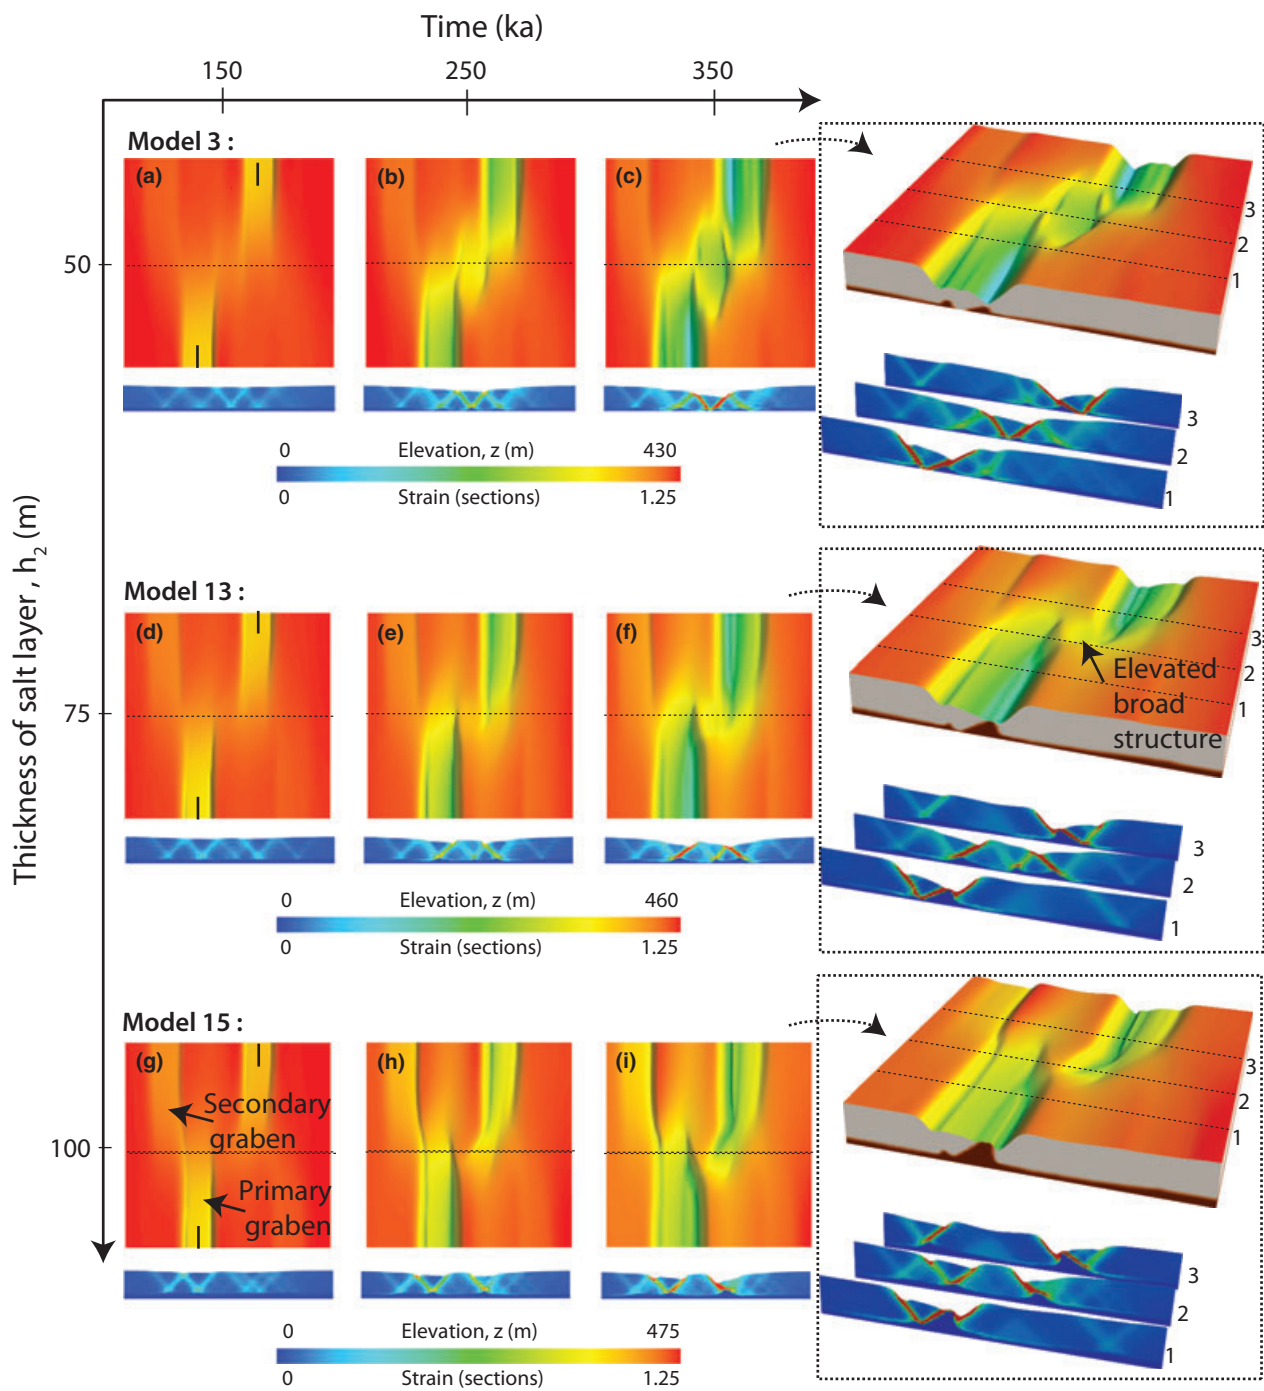 Time (ka)
150
250
350
Model 3 :
(a)
(b)
(c)
3
2
1
50
3
2
1
0
Elevation, z (m)
430
0
Strain (sections)
1.25
Thickness of salt layer , h2 (m)
Model 13 :
(d)
(e)
(f)
3
2
1
Elevated
broad
structure
75
3
2
1
0
Elevation, z (m)
460
0
Strain (sections)
1.25
Model 15 :
(g)
(h)
(i)
Secondary
graben
Primary
graben
3
2
1
100
3
2
1
0
Elevation, z (m)
475
0
Strain (sections)
1.25